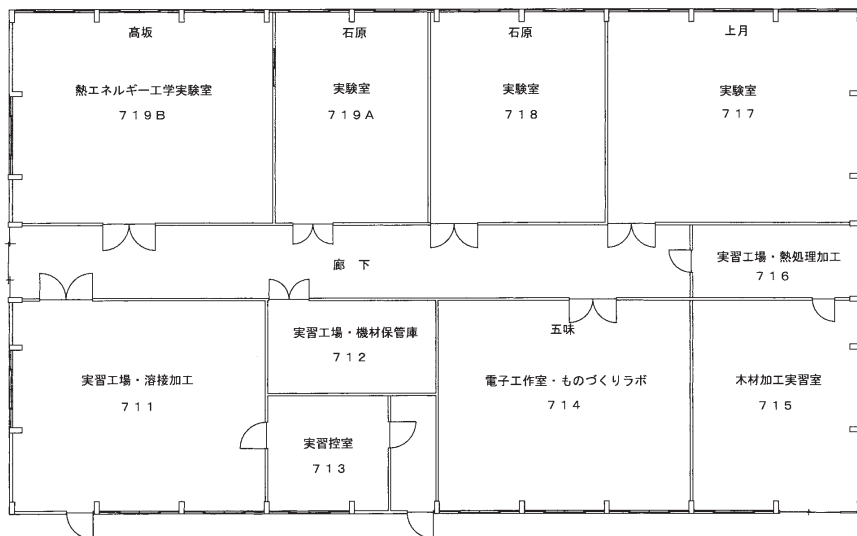 高坂
熱エネルギー工学実験室
719B
石原
実験室
719A
石原
実験室
718
上月
実験室
717
廊 下
実習工場・熱処理加工
716
実習工場・溶接加工
711
実習工場・機材保管庫
712
実習控室
713
五味
電子工作室・ものづくりラボ
714
木材加工実習室
715